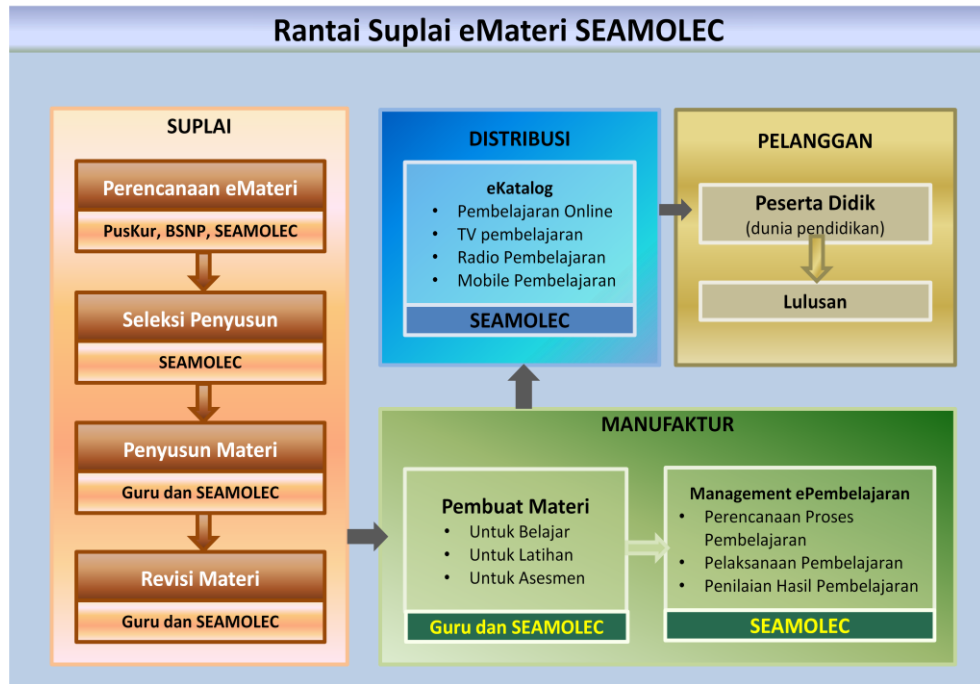 Rantai Suplai eMateri SEAMOLEC
SUPLAI
Perencanaan eMateri
PusKur, BSNP, SEAMOLEC
Seleksi Penyusun
SEAMOLEC
Penyusun Materi
Guru dan SEAMOLEC
Revisi Materi
Guru dan SEAMOLEC
DISTRIBUSI
eKatalog
• Pembelajaran Online
• TV pembelajaran
• Radio Pembelajaran
• Mobile Pembelajaran
SEAMOLEC
PELANGGAN
Peserta Didik
(dunia pendidikan)
Lulusan
MANUFAKTUR
Pembuat Materi
• Untuk Belajar
• Untuk Latihan
• Untuk Asesmen
Guru dan SEAMOLEC
Management ePembelajaran
• Perencanaan Proses
Pembelajaran
• Pelaksanaan Pembelajaran
• Penilaian Hasil Pembelajaran
SEAMOLEC